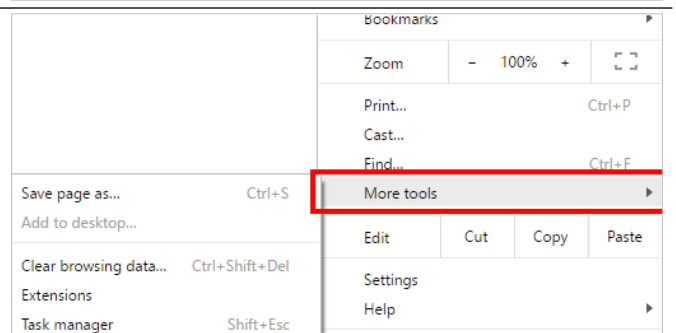 Bookmarks
Zoom - 100% +
Print... Ctrl+P
Cast...
Find... Ctrl+F
More tools
Edit Cut Copy Paste
Settings
Help
Save page as... Ctrl+S
Add to desktop...
Clear browsing data... Ctrl+Shift+Del
Extensions
Task manager Shift+Esc